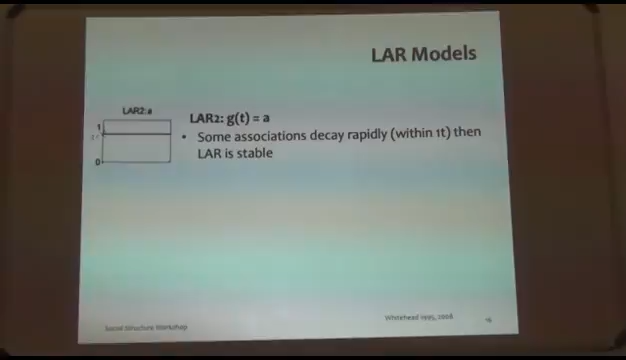 LAR Models
LAR2: a
1
0
LAR2: g(t) = a
• Some associations decay rapidly (within 1t) then
LAR is stable
Whitehead 1995, 2008
16
Social Structure Workshop